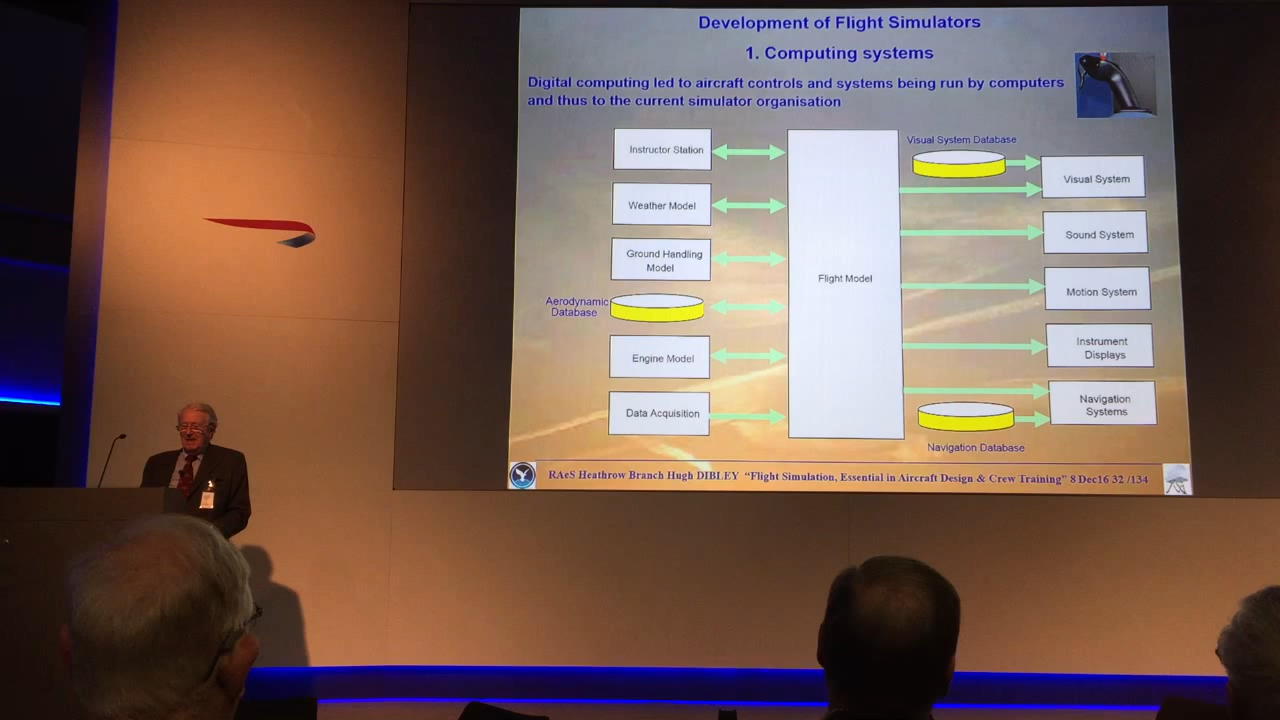 Development of Flight Simulators
1. Computing systems
Digital computing led to aircraft controls and systems being run by computers
and thus to the current simulator organisation
Instructor Station
Weather Model
Ground Handling
Model
Aerodynamic
Database
Engine Model
Data Acquisition
Flight Model
Visual System Database
Visual System
Sound System
Motion System
Instrument
Displays
Navigation
Systems
Navigation Database
RAeS Heathrow Branch Hugh DIBLEY “Flight Simulation, Essential in Aircraft Design & Crew Training” 8 Dec16 32 /134